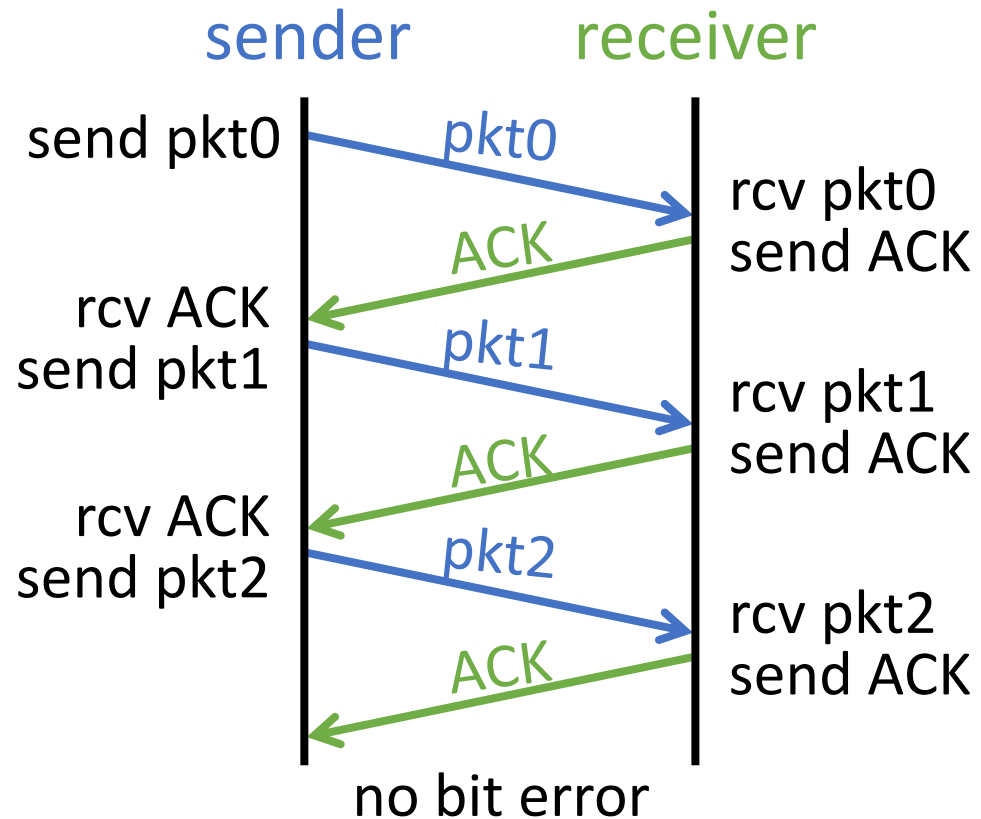 sender receiver
send pkt0
pkt0
rcv pkt0
send ACK
ACK
rcv ACK
send pkt1
pkt1
rcv pkt1
send ACK
ACK
rcv ACK
send pkt2
pkt2
rcv pkt2
send ACK
ACK
no bit error